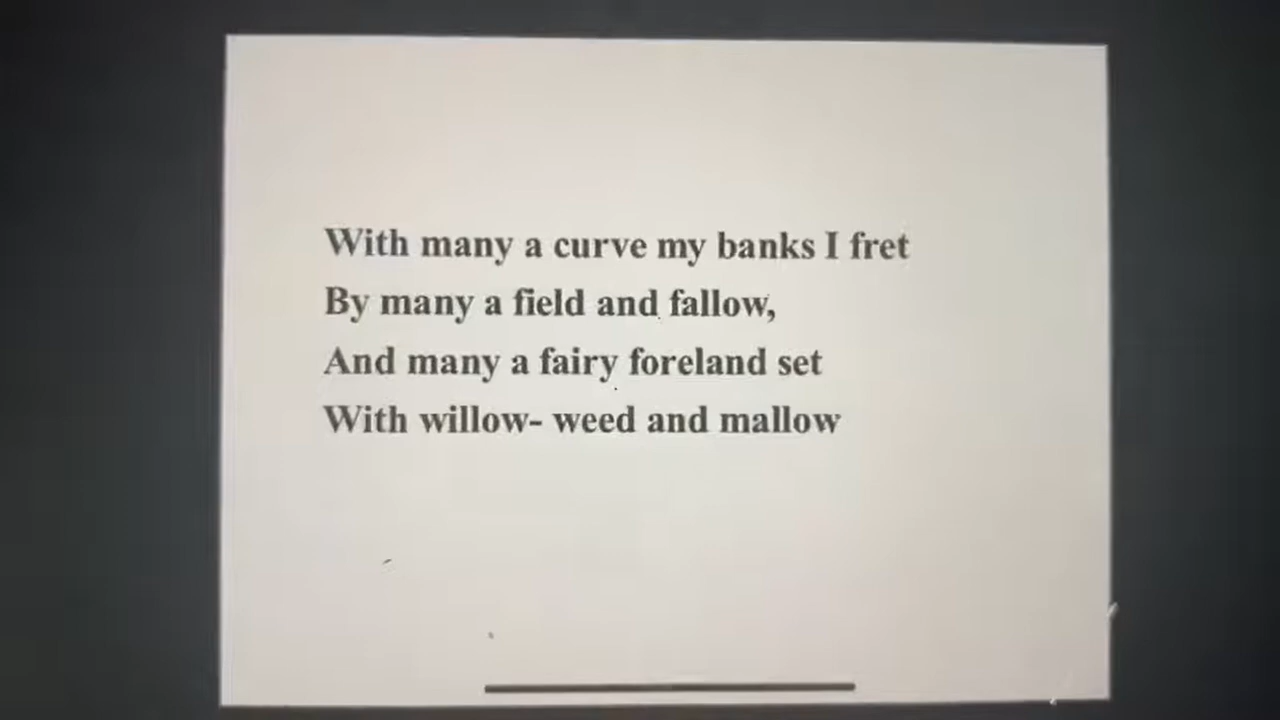 With many a curve my banks I fret
By many a field and fallow,
And many a fairy foreland set
With willow- weed and mallow